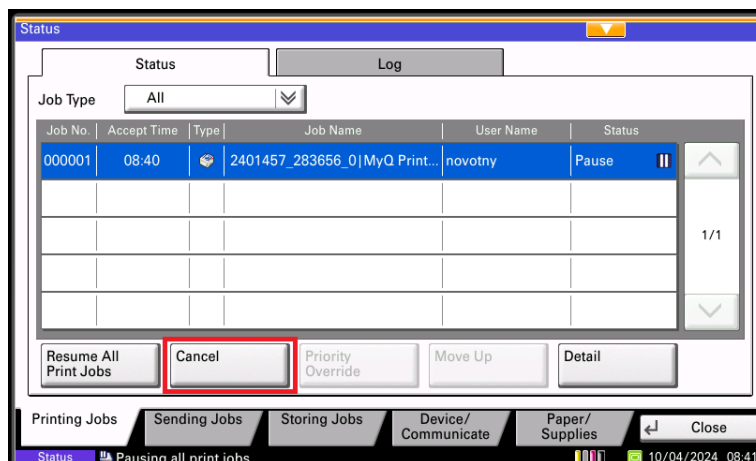 Status
Status Log
Job Type All
Job No. Accept Time Type Job Name User Name Status
000001 08:40 2401457_283656_0|MyQ Print... novotny Pause
1/1
Resume All Print Jobs
Cancel
Priority Override
Move Up
Detail
Printing Jobs
Sending Jobs
Storing Jobs
Device/ Communicate
Paper/ Supplies
Close
Status Pausing all print jobs 10/04/2024